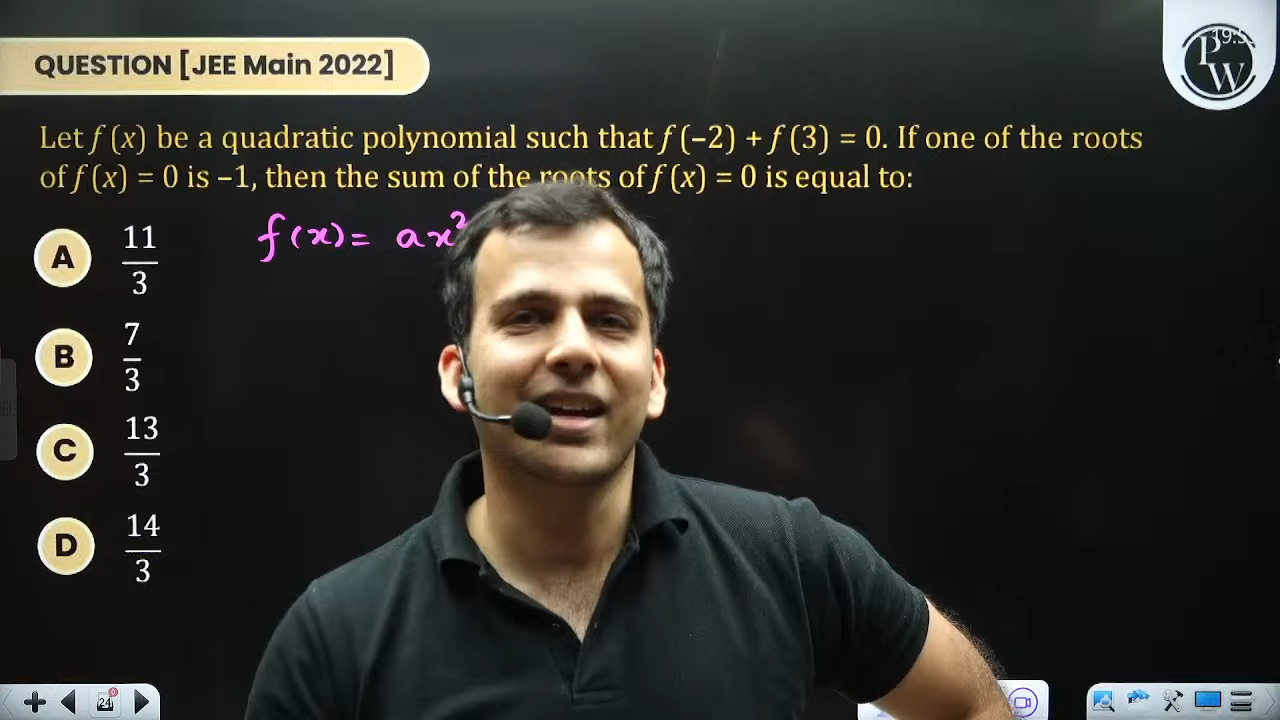 QUESTION [JEE Main 2022]
Let f (x) be a quadratic polynomial such that f (–2) + f (3) = 0. If one of the roots
of f (x) = 0 is –1, then the sum of the roots of f (x) = 0 is equal to:
f(x)= ax²
A 11/3
B 7/3
C 13/3
D 14/3
PW
24